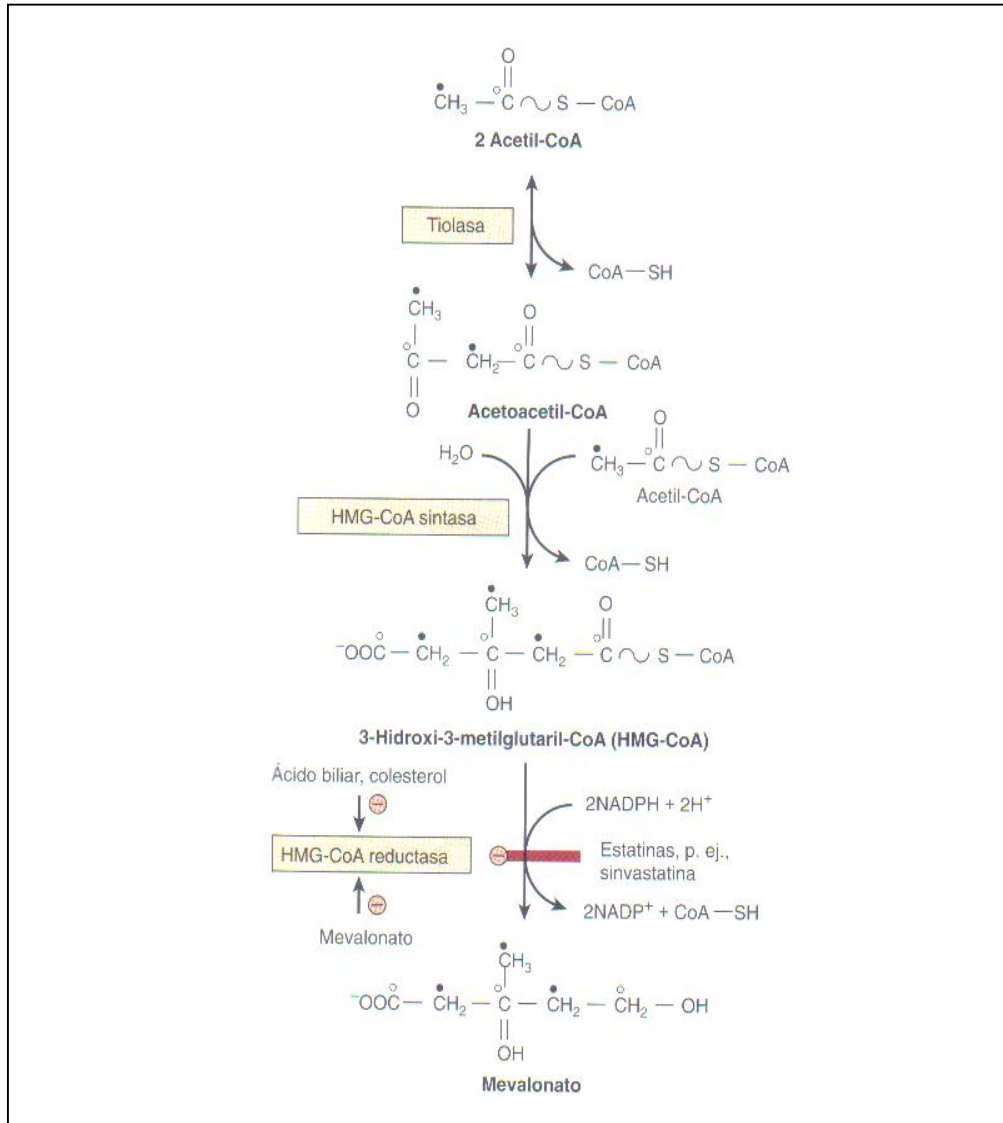 O
CH₃ — C ~ S — CoA
2 Acetil-CoA
Tiolasa
CoA—SH
CH₃
O
C — CH₂ — C ~ S — CoA
O
Acetoacetil-CoA
H₂O
O
CH₃ — C ~ S — CoA
Acetil-CoA
HMG-CoA sintasa
CoA—SH
CH₃
O
⁻OOC — CH₂ — C — CH₂ — C ~ S — CoA
OH
3-Hidroxi-3-metilglutaril-CoA (HMG-CoA)
Ácido biliar, colesterol
2NADPH + 2H⁺
HMG-CoA reductasa
Estatinas, p. ej.,
sinvastatina
2NADP⁺ + CoA —SH
Mevalonato
CH₃
⁻OOC — CH₂ — C — CH₂ — CH₂ — OH
OH
Mevalonato